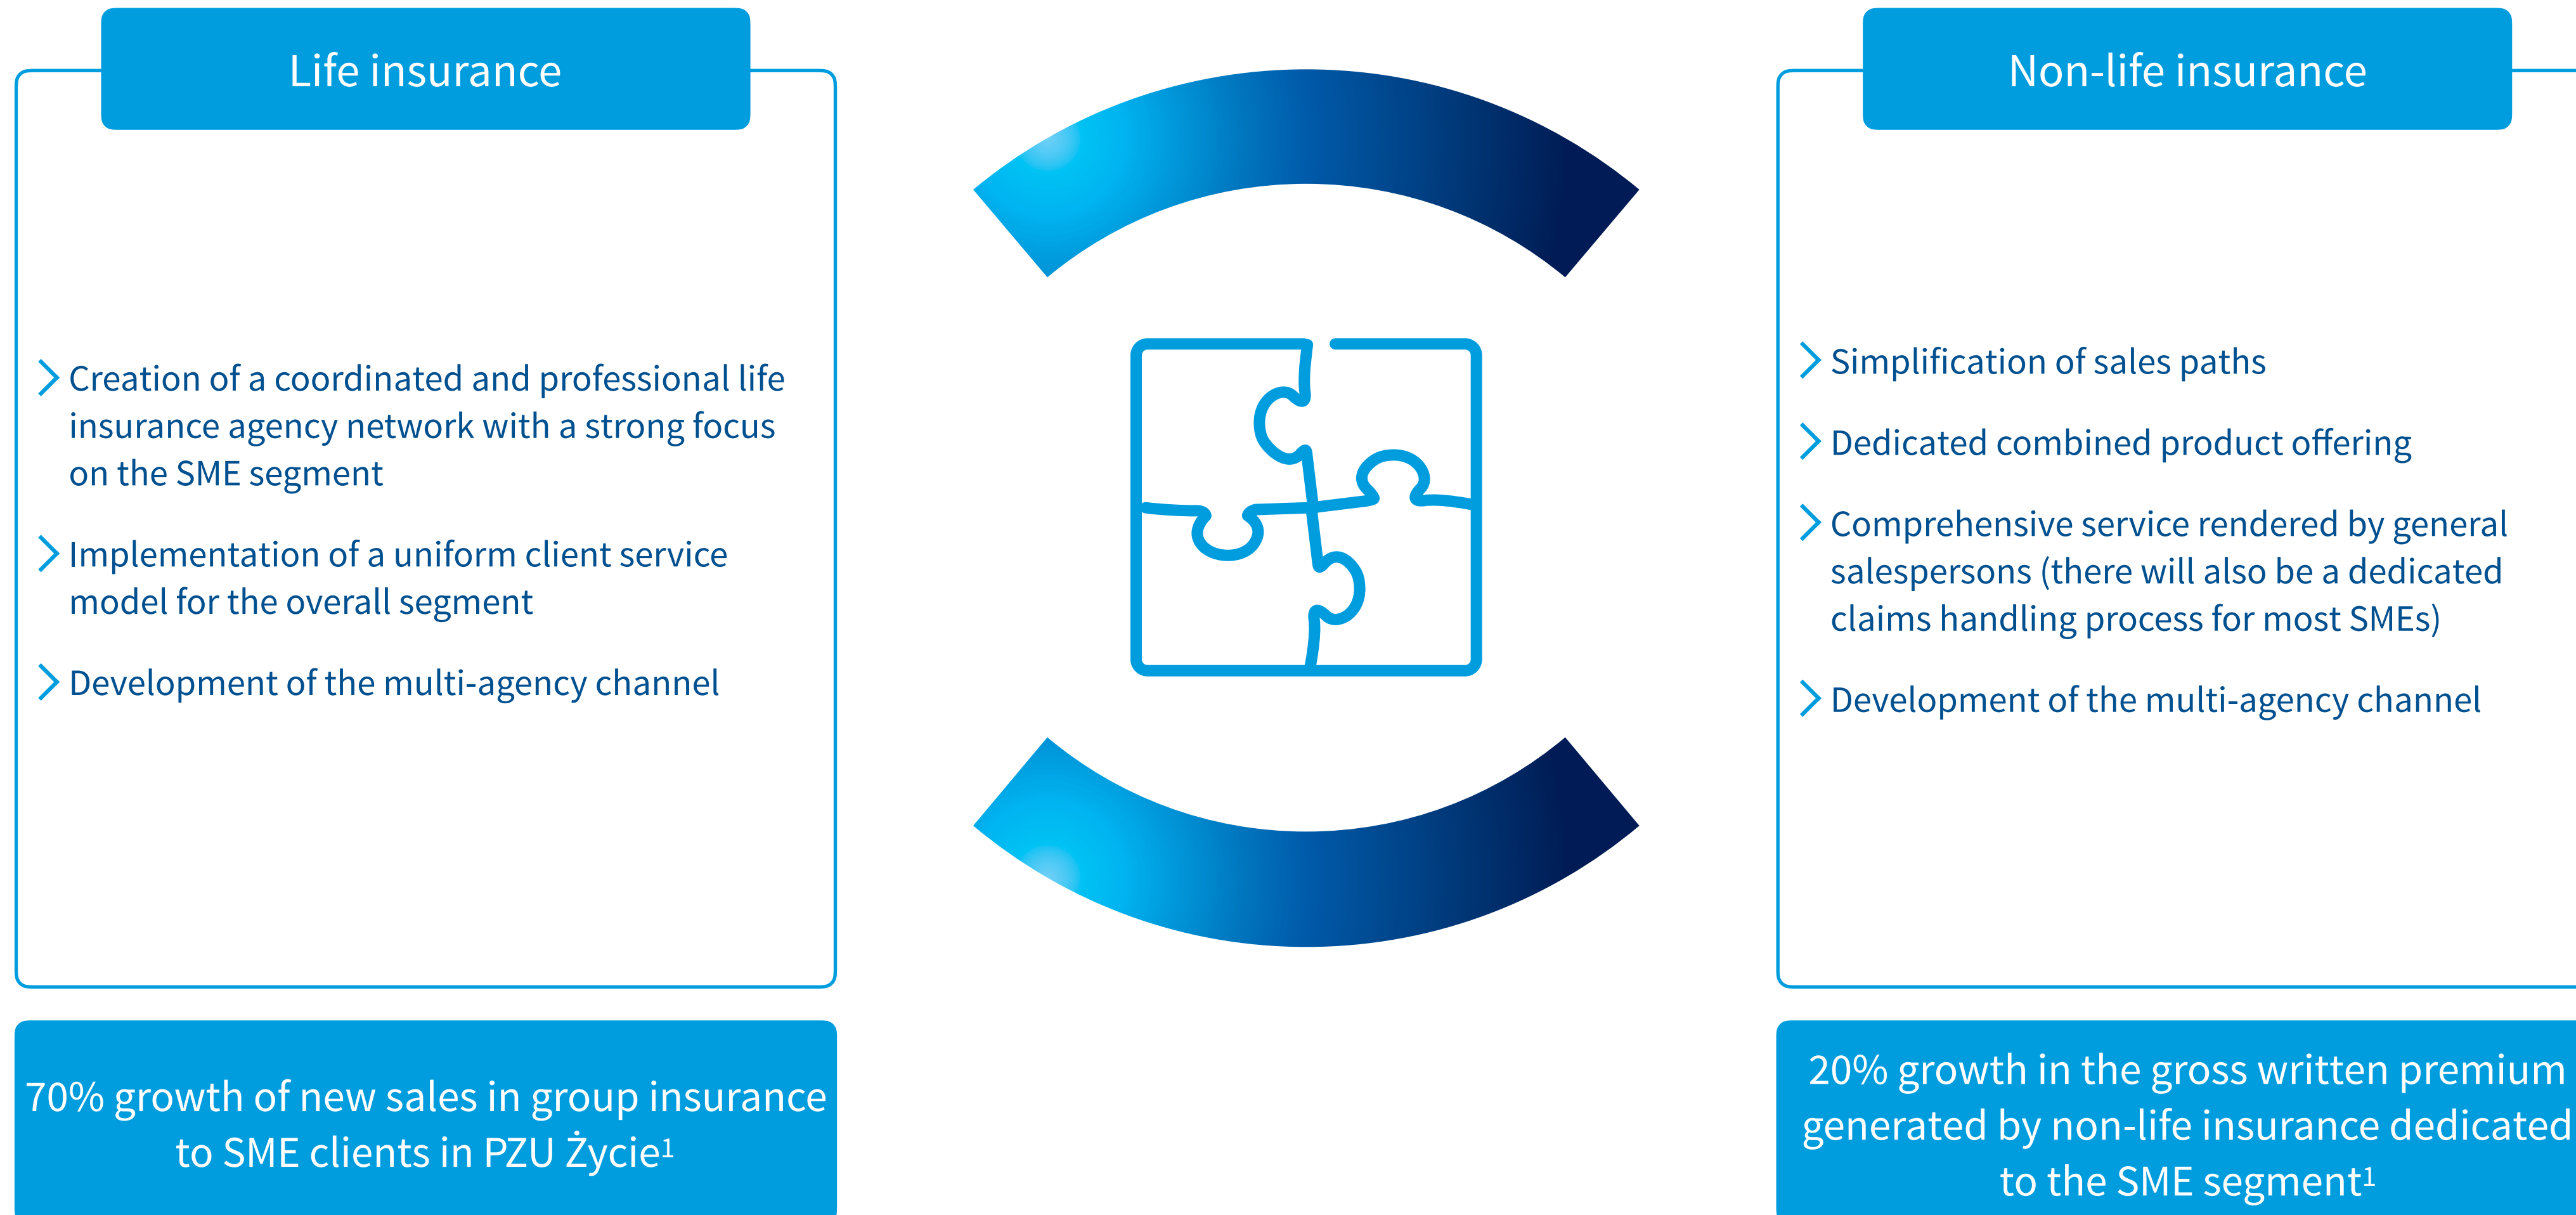 Life insurance
Creation of a coordinated and professional life
insurance agency network with a strong focus
on the SME segment
Implementation of a uniform client service
model for the overall segment
Development of the multi-agency channel
70% growth of new sales in group insurance
to SME clients in PZU Życie¹
Non-life insurance
Simplification of sales paths
Dedicated combined product offering
Comprehensive service rendered by general
salespersons (there will also be a dedicated
claims handling process for most SMEs)
Development of the multi-agency channel
20% growth in the gross written premium
generated by non-life insurance dedicated
to the SME segment¹